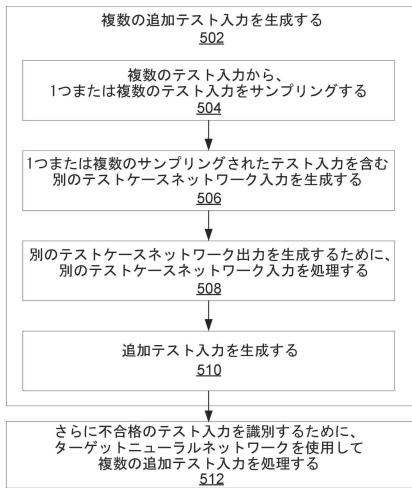 複数の追加テスト入力を生成する
502
複数のテスト入力から、
1つまたは複数のテスト入力をサンプリングする
504
1つまたは複数のサンプリングされたテスト入力を含む
別のテストケースネットワーク入力を生成する
506
別のテストケースネットワーク出力を生成するために、
別のテストケースネットワーク入力を処理する
508
追加テスト入力を生成する
510
さらに不合格のテスト入力を識別するために、
ターゲットニューラルネットワークを使用して
複数の追加テスト入力を処理する
512